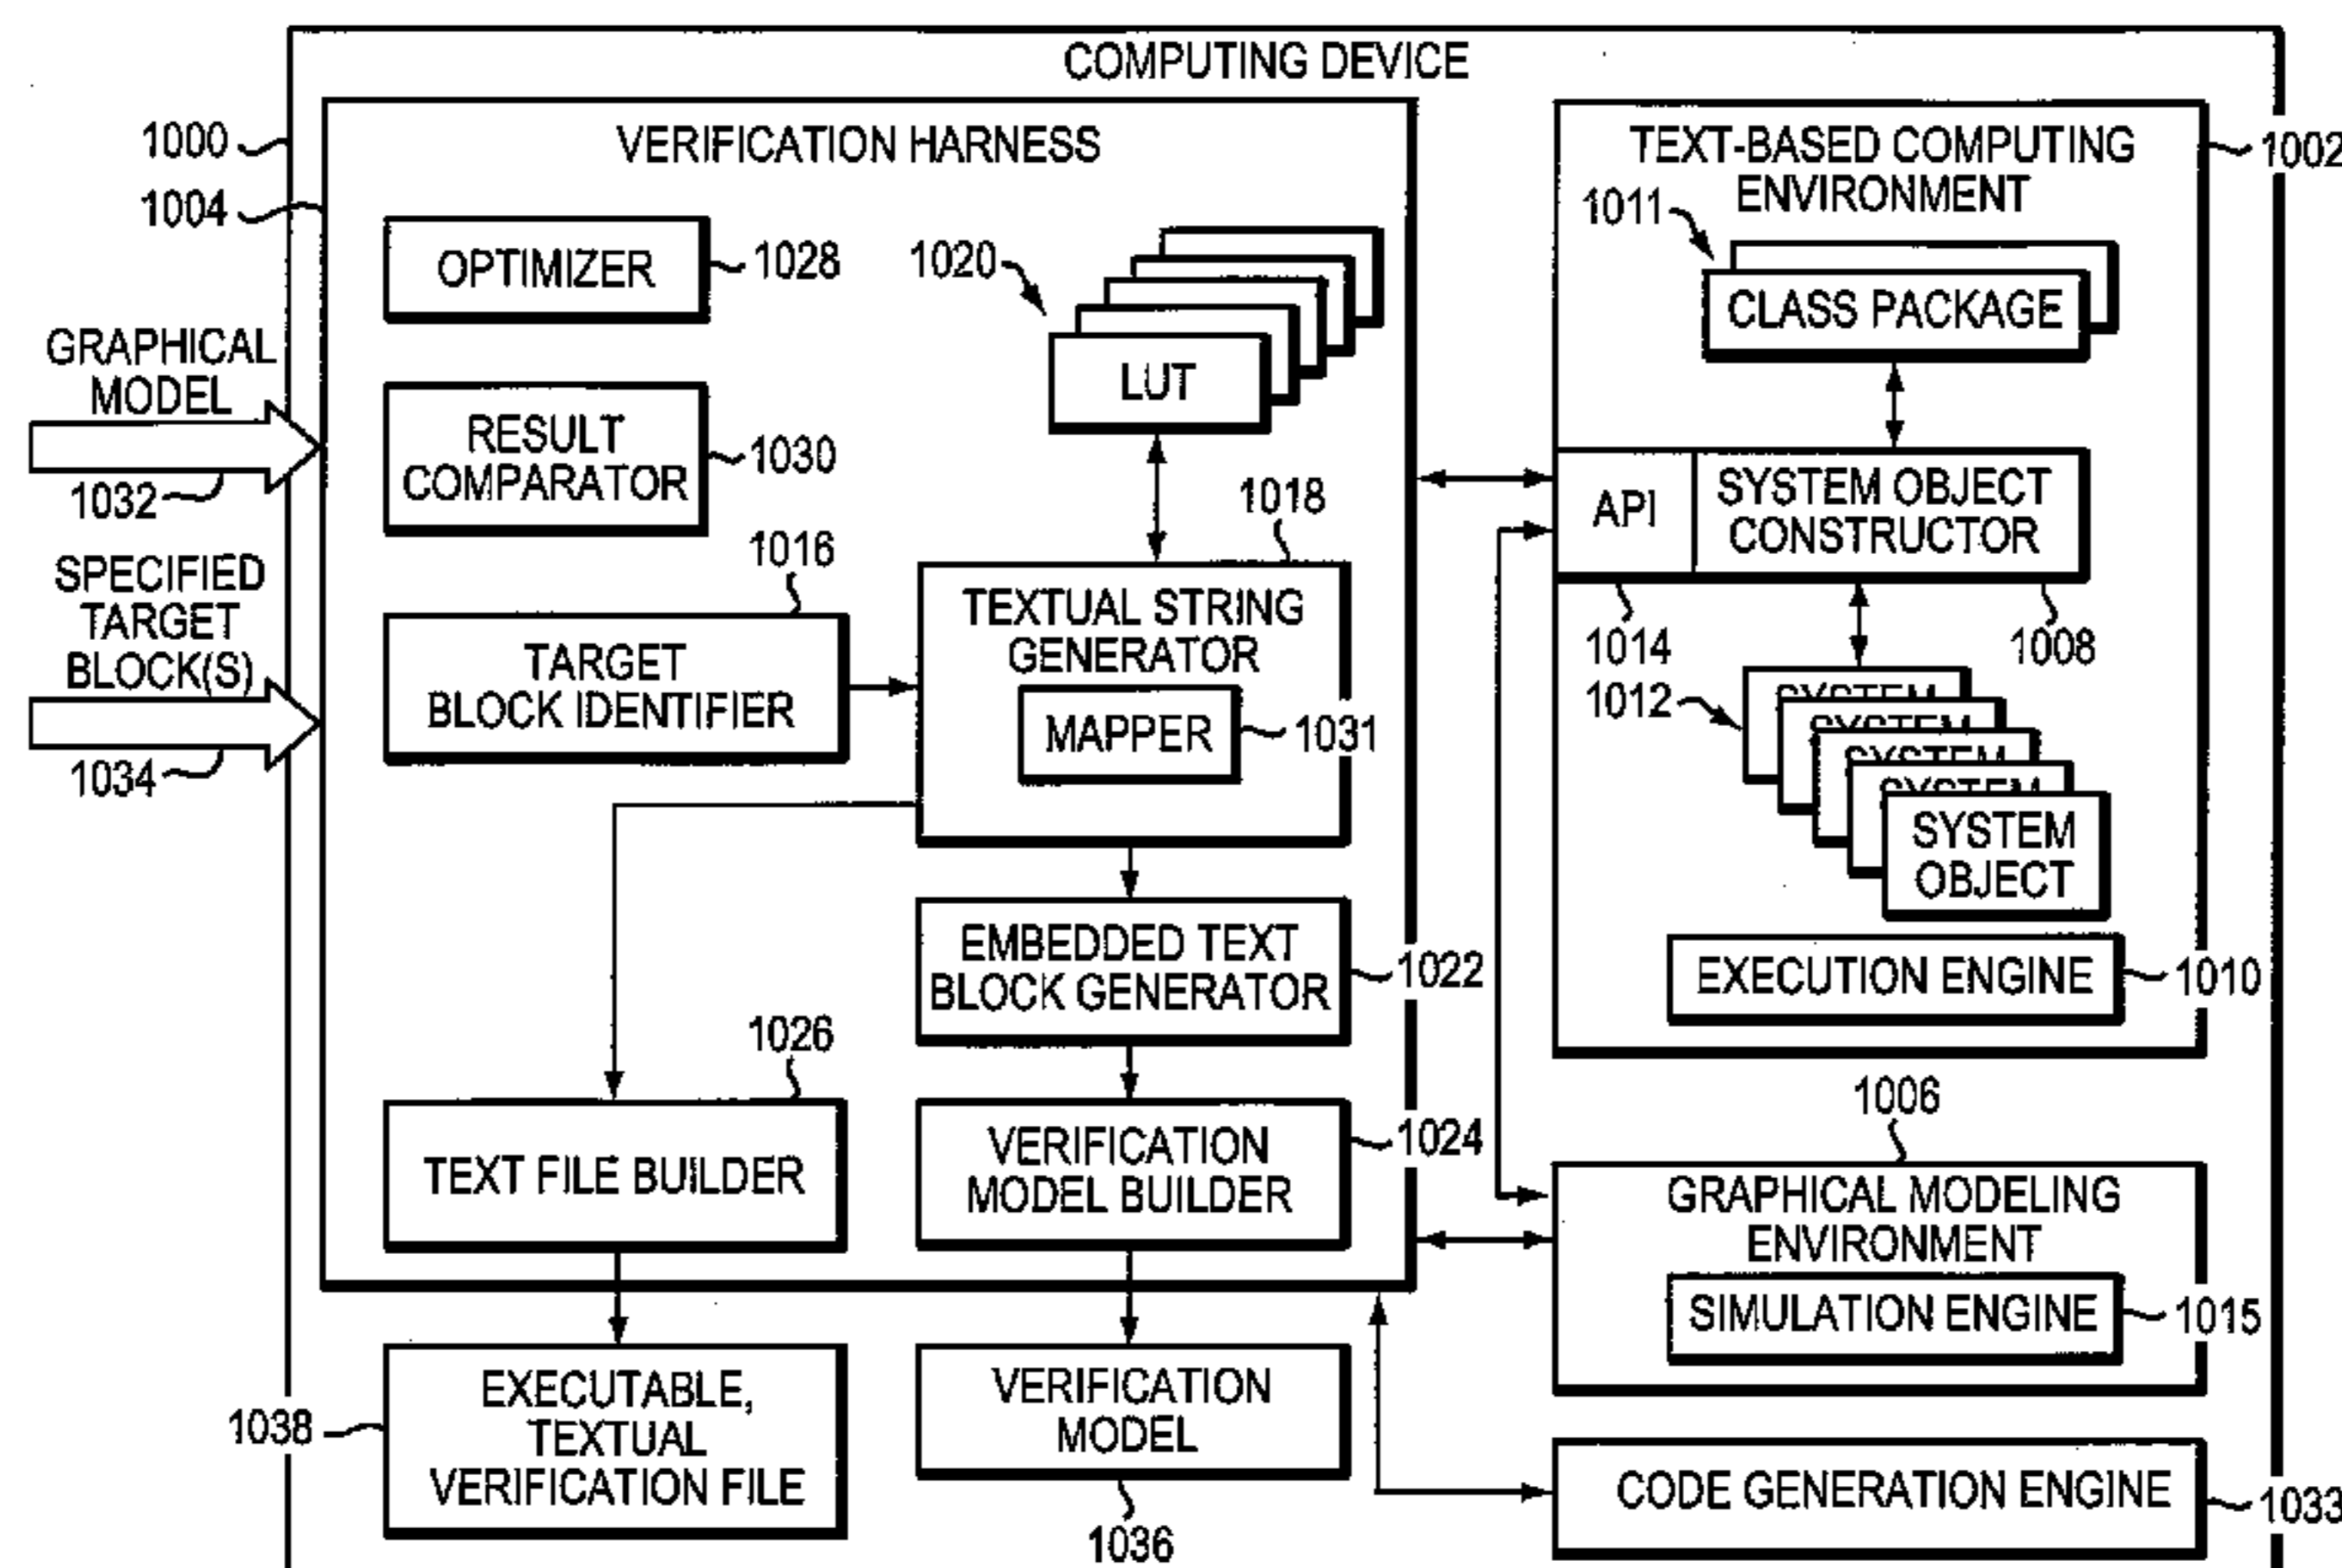 COMPUTING DEVICE
1000
1004
VERIFICATION HARNESS
OPTIMIZER
1028
1020
LUT
GRAPHICAL
MODEL
1032
RESULT
COMPARATOR
1030
SPECIFIED
TARGET
BLOCK(S)
1034
1016
TARGET
BLOCK IDENTIFIER
1018
TEXTUAL STRING
GENERATOR
MAPPER
1031
EMBEDDED TEXT
BLOCK GENERATOR
1022
1026
TEXT FILE BUILDER
VERIFICATION
MODEL BUILDER
1024
1038
EXECUTABLE,
TEXTUAL
VERIFICATION FILE
VERIFICATION
MODEL
1036
TEXT-BASED COMPUTING
ENVIRONMENT
1002
1011
CLASS PACKAGE
API
SYSTEM OBJECT
CONSTRUCTOR
1014
1008
1012
SYSTEM
SYSTEM
SYSTEM
SYSTEM
SYSTEM
OBJECT
EXECUTION ENGINE
1010
1006
GRAPHICAL MODELING
ENVIRONMENT
SIMULATION ENGINE
1015
CODE GENERATION ENGINE
1033